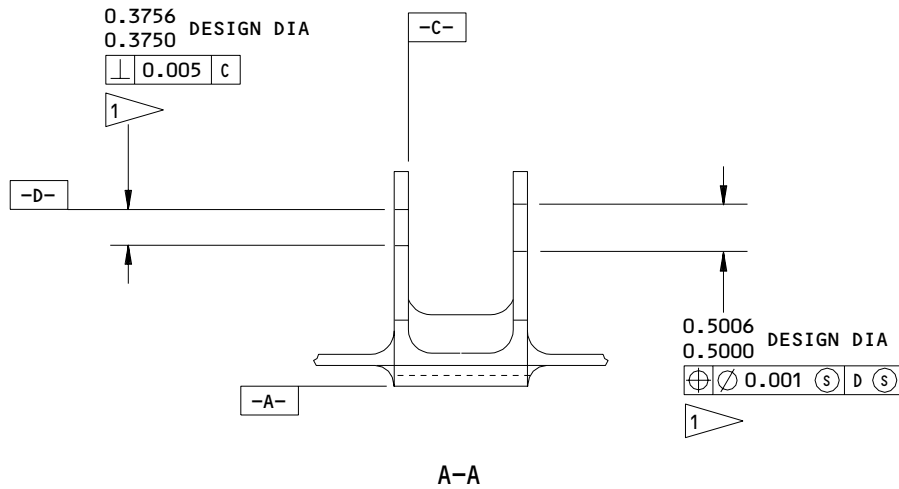 0.3756
0.3750 DESIGN DIA
⊥ 0.005 C
1
-C-
-D-
0.5006
0.5000 DESIGN DIA
⌖ ∅ 0.001 Ⓢ D Ⓢ
1
-A-
A-A